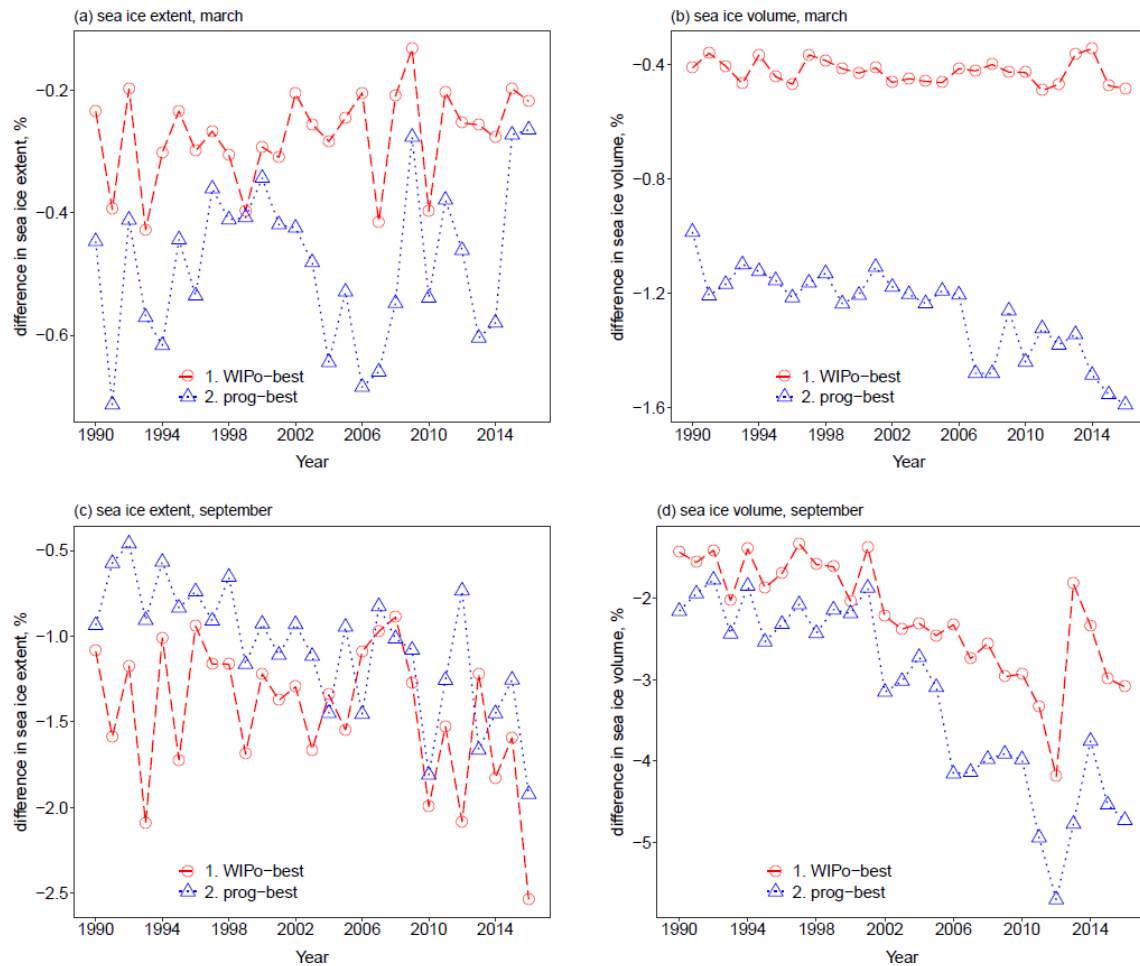 (a) sea ice extent, march
difference in sea ice extent, %
−0.2
−0.4
−0.6
1. WIPo−best
2. prog−best
1990 1994 1998 2002 2006 2010 2014
Year
(b) sea ice volume, march
difference in sea ice volume, %
−0.4
−0.8
−1.2
−1.6
1. WIPo−best
2. prog−best
1990 1994 1998 2002 2006 2010 2014
Year
(c) sea ice extent, september
difference in sea ice extent, %
−0.5
−1.0
−1.5
−2.0
−2.5
1. WIPo−best
2. prog−best
1990 1994 1998 2002 2006 2010 2014
Year
(d) sea ice volume, september
difference in sea ice volume, %
−2
−3
−4
−5
1. WIPo−best
2. prog−best
1990 1994 1998 2002 2006 2010 2014
Year